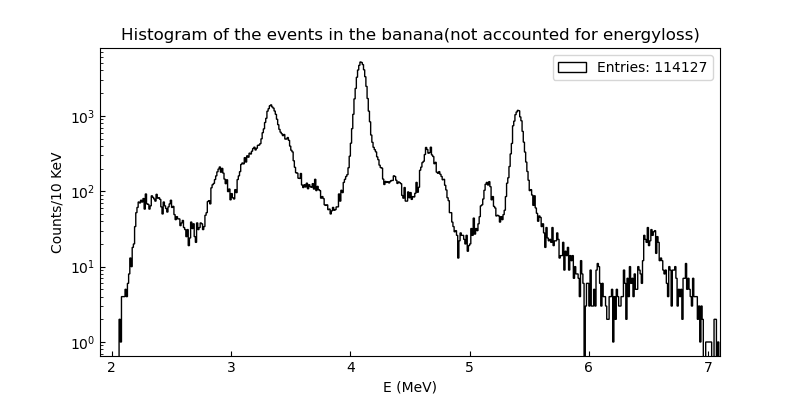 Histogram of the events in the banana(not accounted for energyloss)
Entries: 114127
Counts/10 KeV
10³
10²
10¹
10⁰
2 3 4 5 6 7
E (MeV)